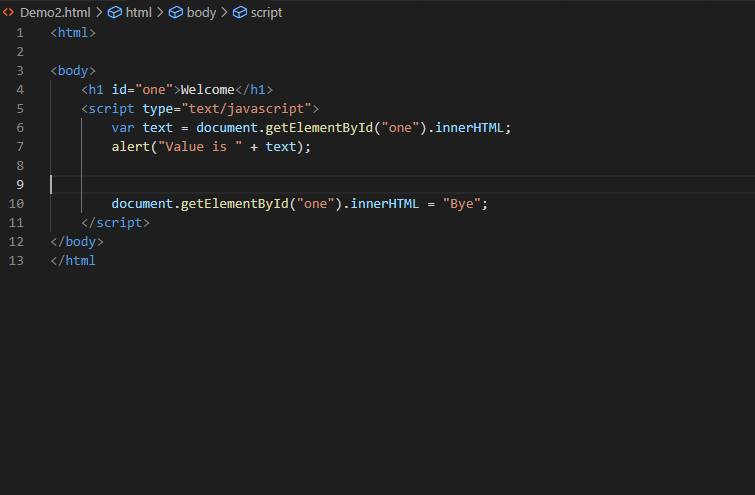 Demo2.html > html > body > script
1 <html>
2
3 <body>
4 <h1 id="one">Welcome</h1>
5 <script type="text/javascript">
6 var text = document.getElementById("one").innerHTML;
7 alert("Value is " + text);
8
9
10 document.getElementById("one").innerHTML = "Bye";
11 </script>
12 </body>
13 </html